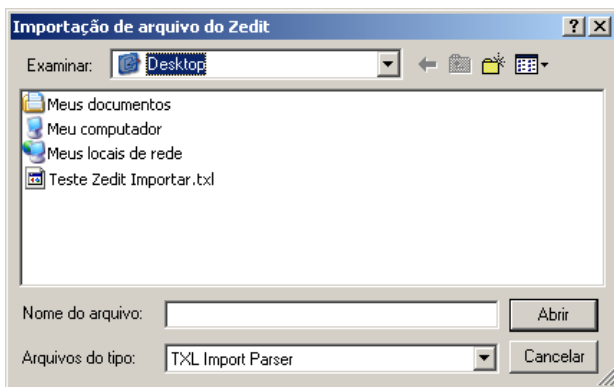 Importação de arquivo do Zedit
Examinar: Desktop
Meus documentos
Meu computador
Meus locais de rede
Teste Zedit Importar.txl
Nome do arquivo: Abrir
Arquivos do tipo: TXL Import Parser Cancelar